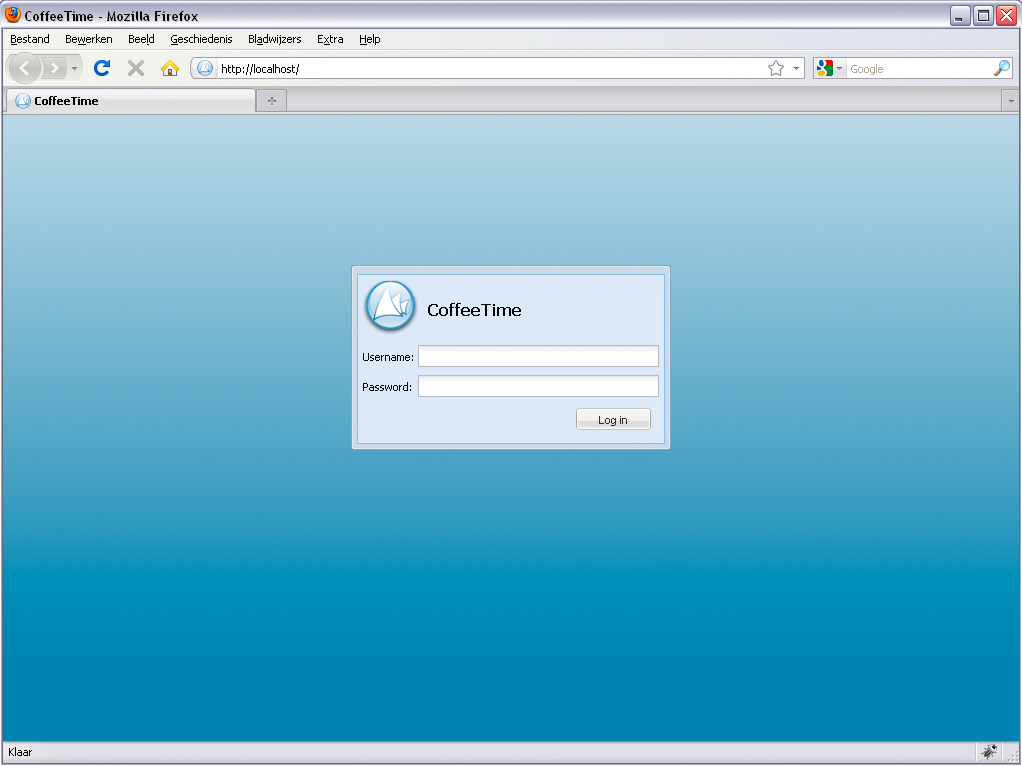 CoffeeTime - Mozilla Firefox
Bestand Bewerken Beeld Geschiedenis Bladwijzers Extra Help
http://localhost/ Google
CoffeeTime
CoffeeTime
Username:
Password:
Log in
Klaar